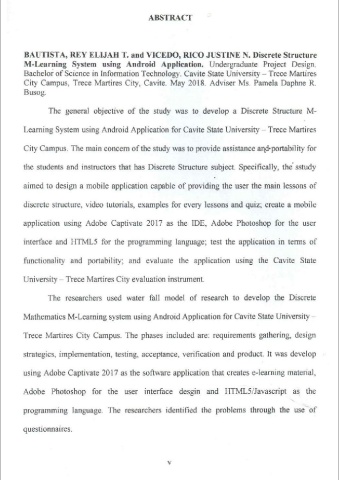 ABSTRACT
BAUTISTA, REY ELIJAH T. and VICEDO, RICO JUSTINE N. Discrete Structure
M-Learning System using Android Application. Undergraduate Project Design.
Bachelor of Science in Information Technology. Cavite State University – Trece Martires
City Campus, Trece Martires City, Cavite. May 2018. Adviser Ms. Pamela Daphne R.
Busog.
The general objective of the study was to develop a Discrete Structure M-
Learning System using Android Application for Cavite State University – Trece Martires
City Campus. The main concern of the study was to provide assistance and portability for
the students and instructors that has Discrete Structure subject. Specifically, the sstudy
aimed to design a mobile application capable of providing the user the main lessons of
discrete structure, video tutorials, examples for every lessons and quiz; create a mobile
application using Adobe Captivate 2017 as the IDE, Adobe Photoshop for the user
interface and HTML5 for the programming language; test the application in terms of
functionality and portability; and evaluate the application using the Cavite State
University – Trece Martires City evaluation instrument.
The researchers used water fall model of research to develop the Discrete
Mathematics M-Learning system using Android Application for Cavite State University –
Trece Martires City Campus. The phases included are: requirements gathering, design
strategics, implementation, testing, acceptance, verification and product. It was develop
using Adobe Captivate 2017 as the software application that creates e-learning material,
Adobe Photoshop for the user interface desgin and HTML5/Javascript as the
programming language. The researchers identified the problems through the use of
questionnaires.
v